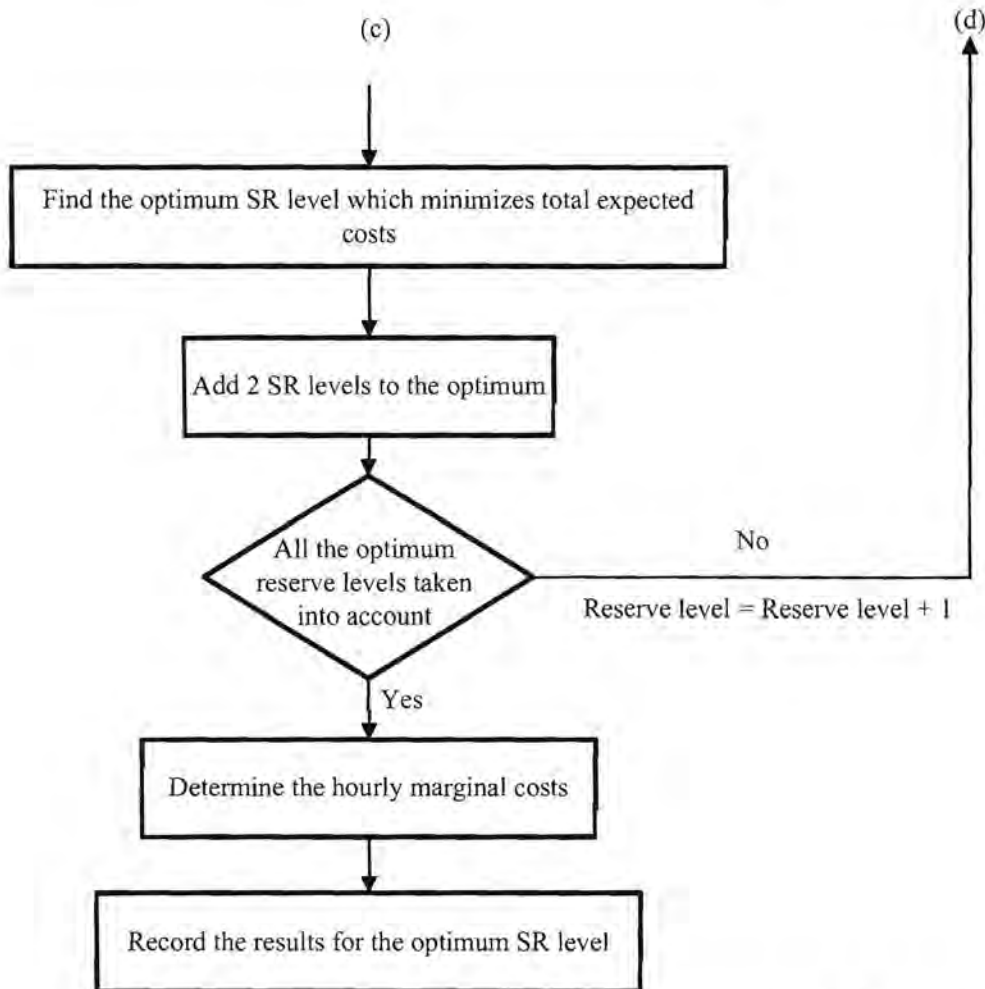 (c)
(d)
Find the optimum SR level which minimizes total expected
costs
Add 2 SR levels to the optimum
All the optimum
reserve levels taken
into account
No
Reserve level = Reserve level + 1
Yes
Determine the hourly marginal costs
Record the results for the optimum SR level